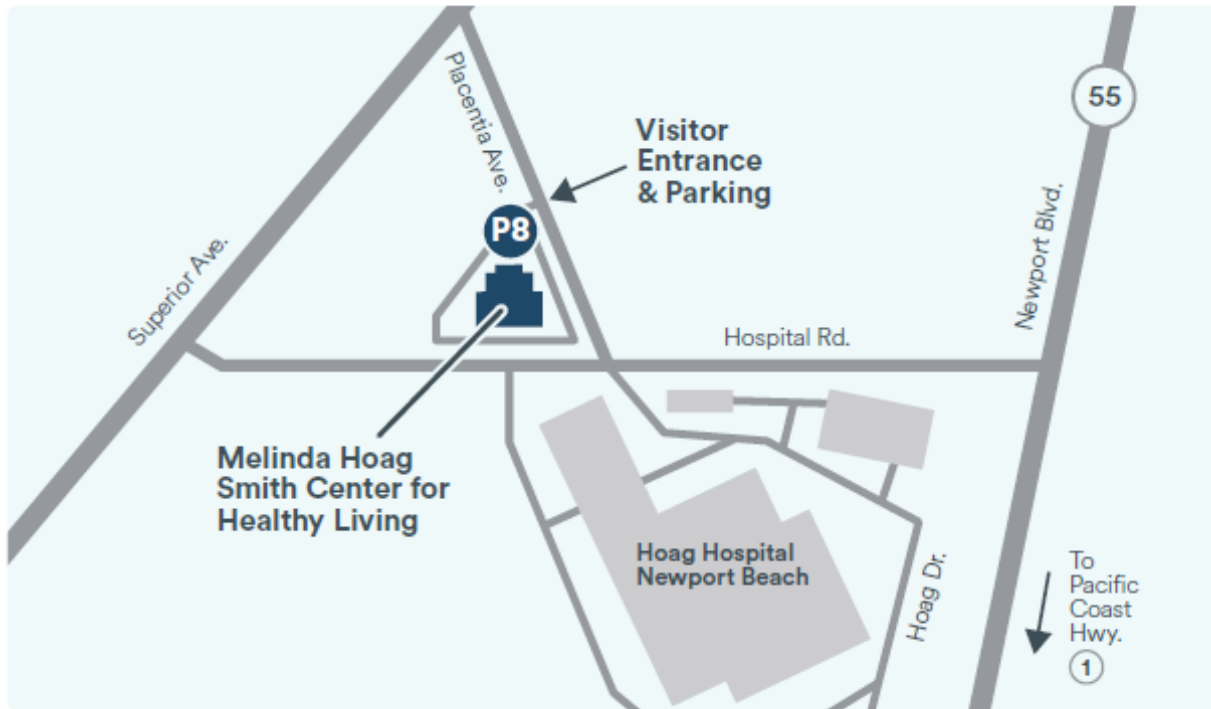 Placentia Ave.
55
Visitor
Entrance
& Parking
P8
Superior Ave.
Newport Blvd.
Hospital Rd.
Melinda Hoag
Smith Center for
Healthy Living
Hoag Hospital
Newport Beach
Hoag Dr.
To
Pacific
Coast
Hwy.
1